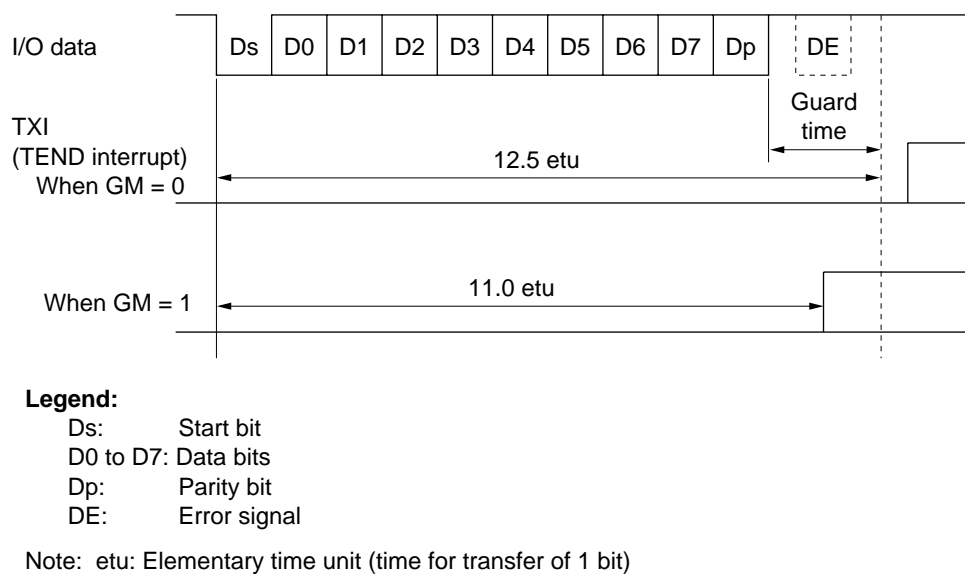 I/O data
Ds D0 D1 D2 D3 D4 D5 D6 D7 Dp DE
Guard
time
TXI
(TEND interrupt)
When GM = 0
12.5 etu
When GM = 1
11.0 etu
Legend:
Ds: Start bit
D0 to D7: Data bits
Dp: Parity bit
DE: Error signal
Note: etu: Elementary time unit (time for transfer of 1 bit)